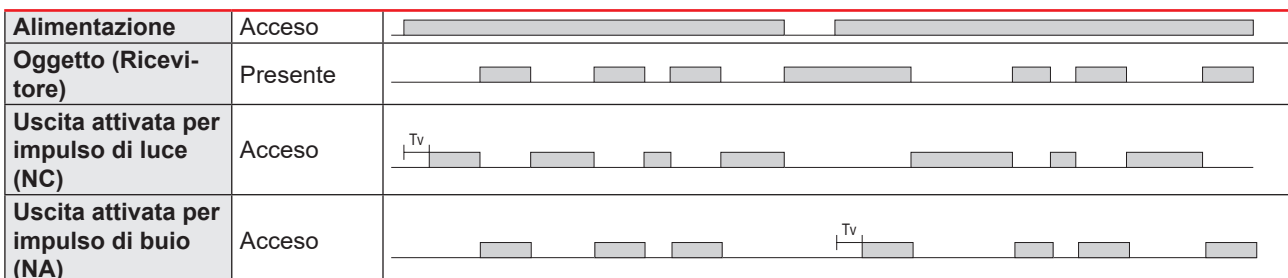 Alimentazione Acceso
Oggetto (Ricevi-
tore) Presente
Uscita attivata per
impulso di luce
(NC) Acceso
Tv
Uscita attivata per
impulso di buio
(NA) Acceso
Tv